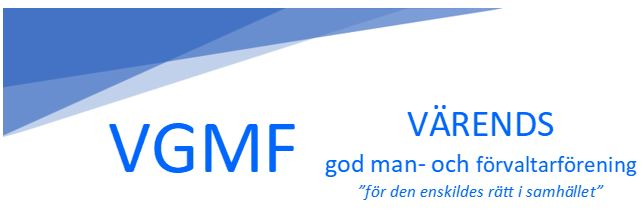 VGMF
VÄRENDS
god man- och förvaltarförening
”för den enskildes rätt i samhället”